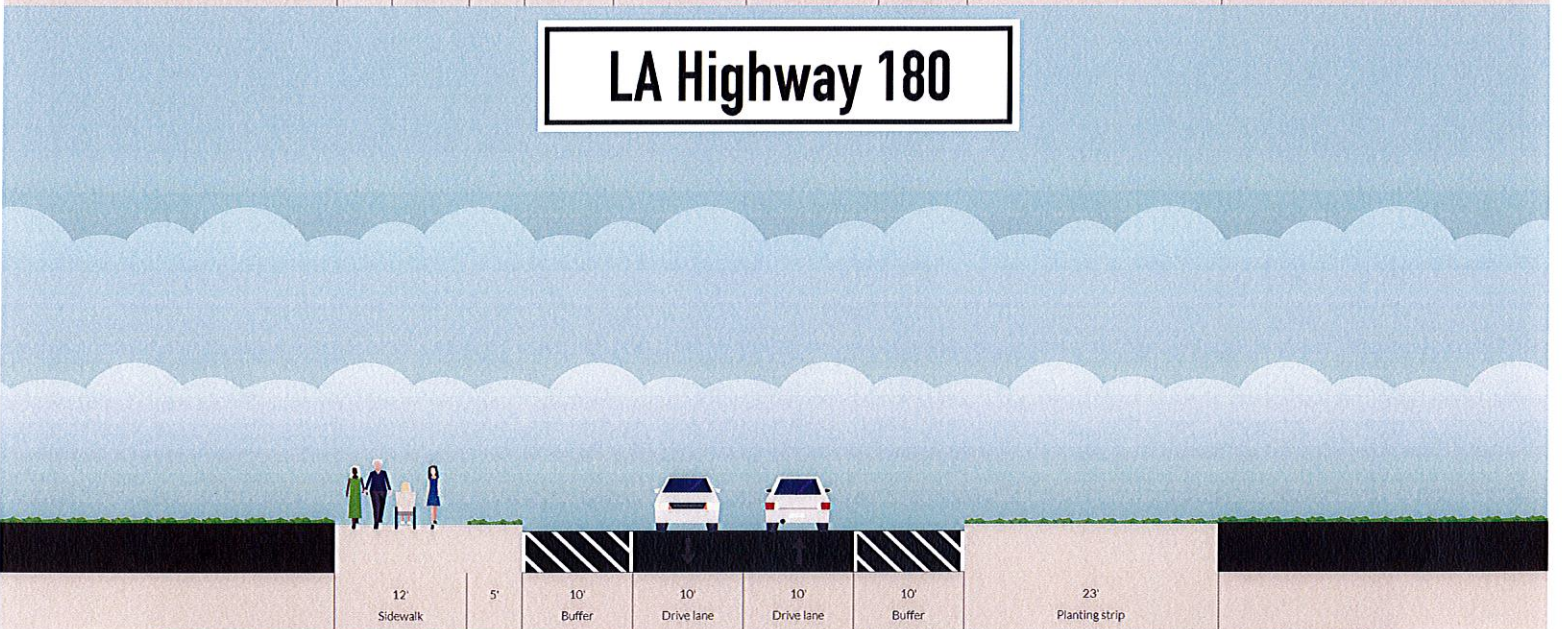 LA Highway 180
12' 5' 10' 10' 10' 10' 23'
Sidewalk Buffer Drive lane Drive lane Buffer Planting strip